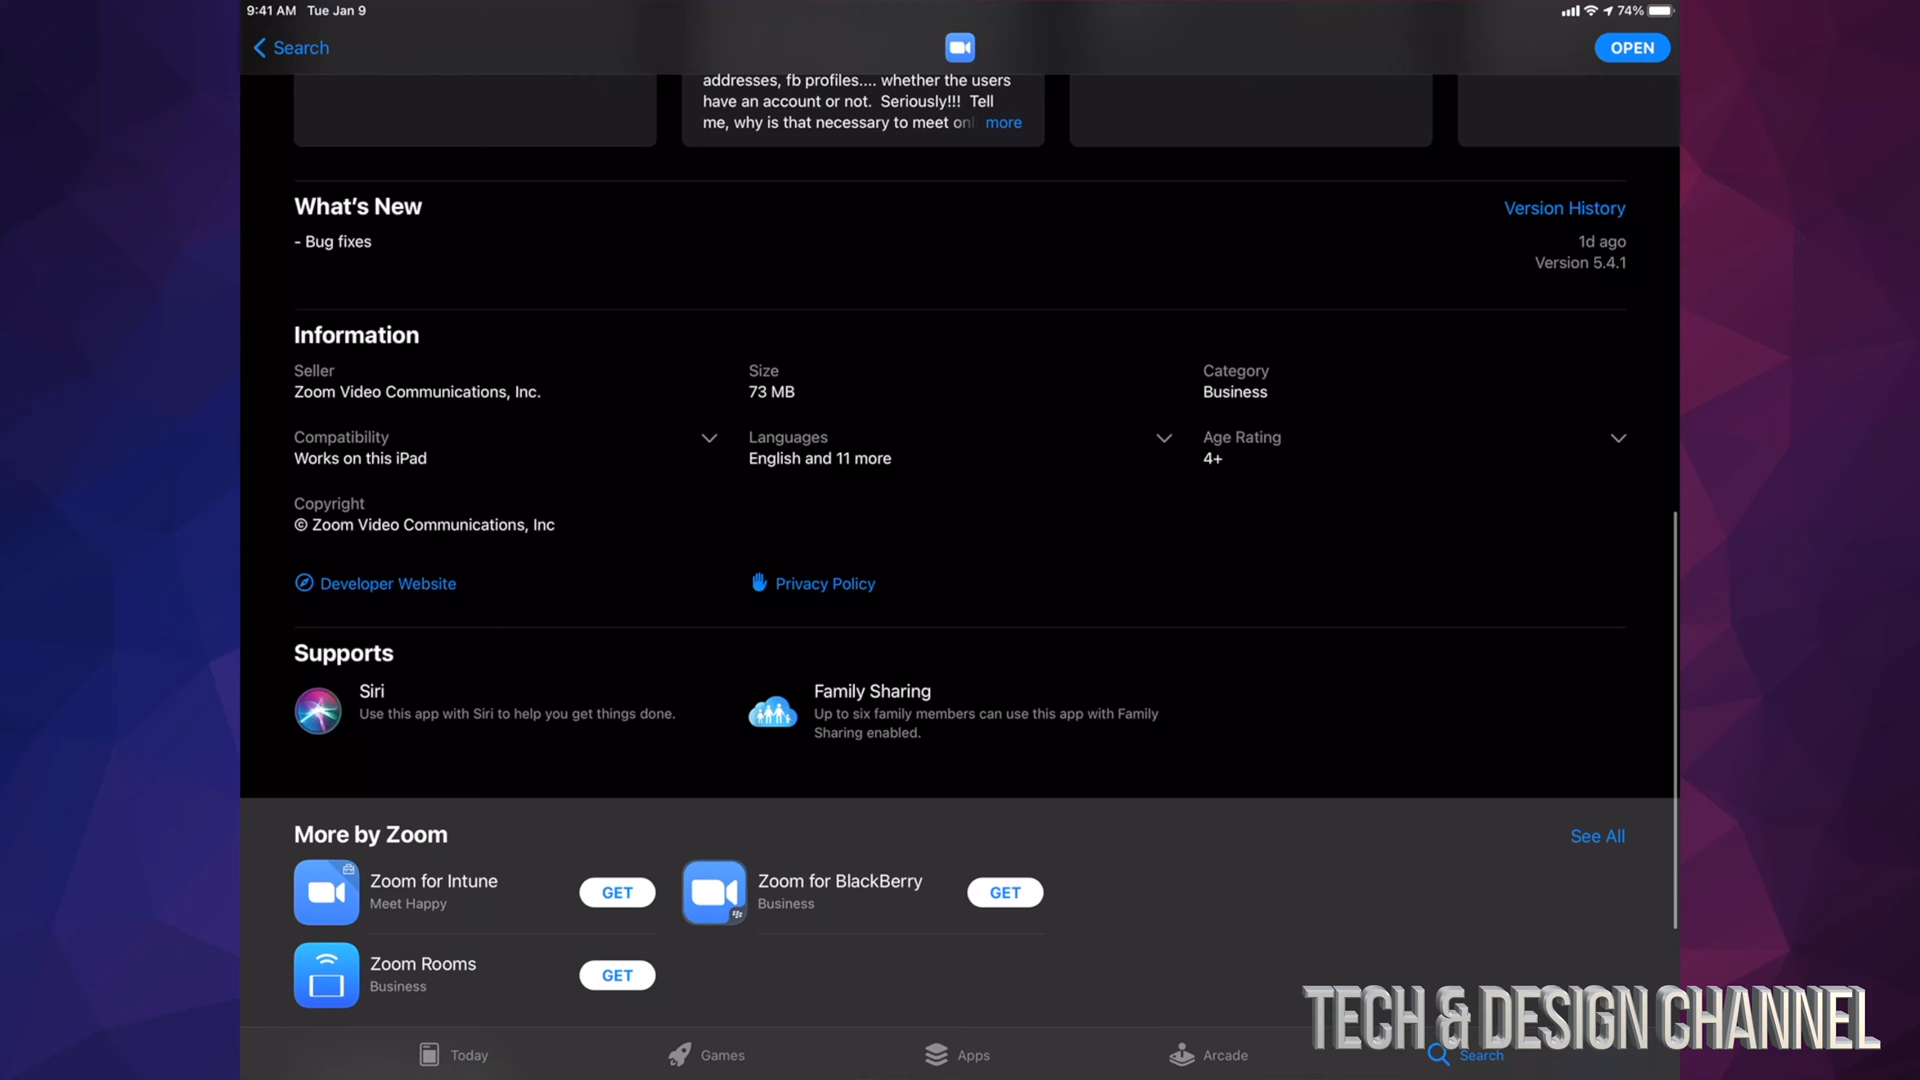 9:41 AM Tue Jan 9
74%
Search
OPEN
addresses, fb profiles.... whether the users
have an account or not. Seriously!!! Tell
me, why is that necessary to meet onl more
What's New
Version History
- Bug fixes
1d ago
Version 5.4.1
Information
Seller
Zoom Video Communications, Inc.
Size
73 MB
Category
Business
Compatibility
Works on this iPad
Languages
English and 11 more
Age Rating
4+
Copyright
© Zoom Video Communications, Inc
Developer Website
Privacy Policy
Supports
Siri
Use this app with Siri to help you get things done.
Family Sharing
Up to six family members can use this app with Family
Sharing enabled.
More by Zoom
See All
Zoom for Intune
Meet Happy
GET
Zoom for BlackBerry
Business
GET
Zoom Rooms
Business
GET
TECH & DESIGN CHANNEL
Today
Games
Apps
Arcade
Search